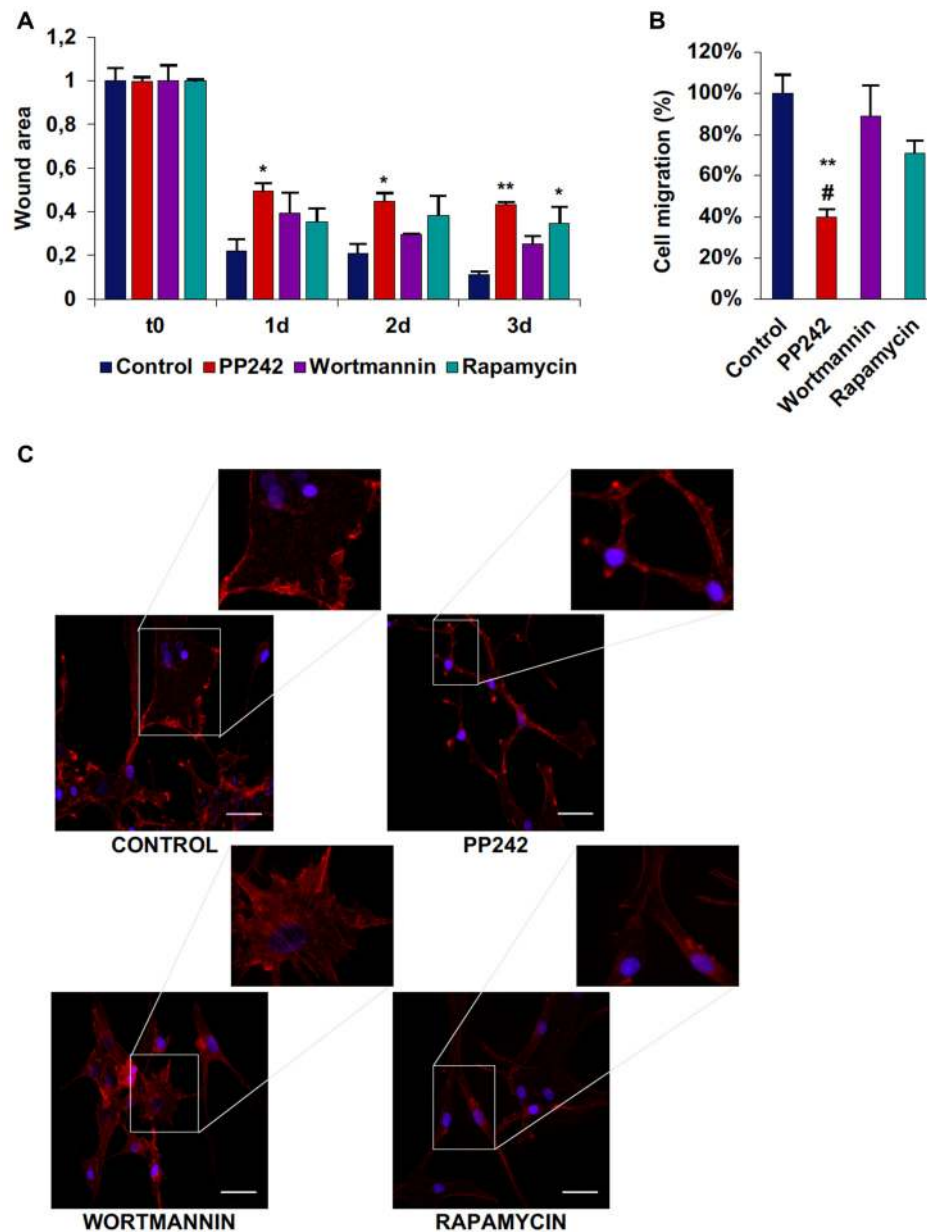 A
1,2
1
0,8
0,6
0,4
0,2
0
Wound area
* * ** *
t0 1d 2d 3d
Control PP242 Wortmannin Rapamycin
B
120%
100%
80%
60%
40%
20%
0%
Cell migration (%)
**
#
Control
PP242
Wortmannin
Rapamycin
C
CONTROL PP242
WORTMANNIN RAPAMYCIN